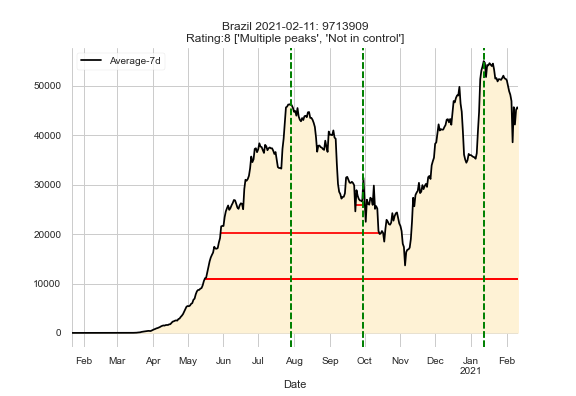 Brazil 2021-02-11: 9713909
Rating:8 ['Multiple peaks', 'Not in control']
Average-7d
50000
40000
30000
20000
10000
0
Feb Mar Apr May Jun Jul Aug Sep Oct Nov Dec Jan Feb
2021
Date